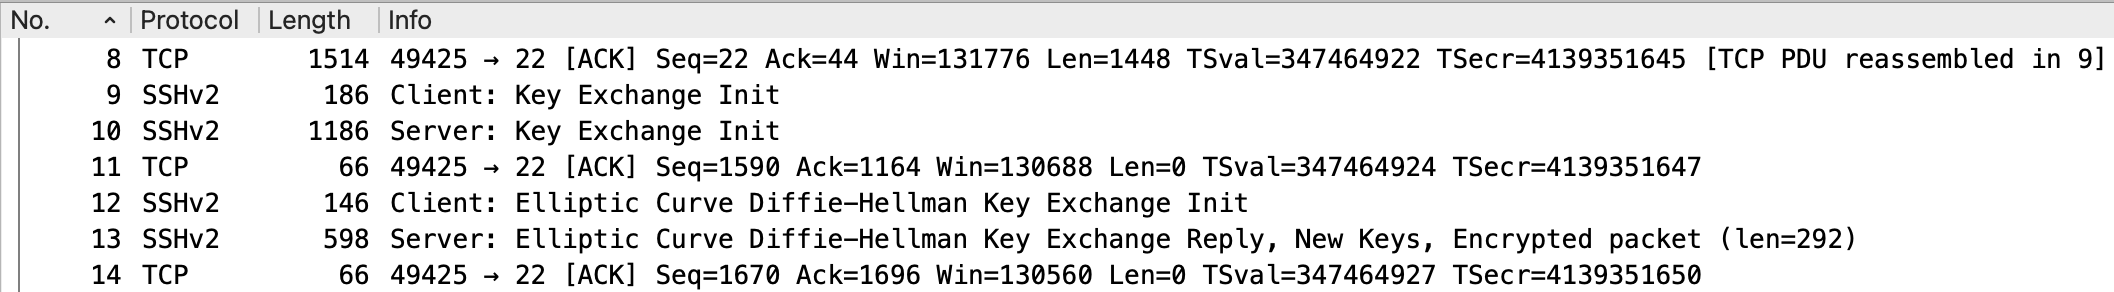 No. Protocol Length Info
8 TCP 1514 49425 → 22 [ACK] Seq=22 Ack=44 Win=131776 Len=1448 TSval=347464922 TSecr=4139351645 [TCP PDU reassembled in 9]
9 SSHv2 186 Client: Key Exchange Init
10 SSHv2 1186 Server: Key Exchange Init
11 TCP 66 49425 → 22 [ACK] Seq=1590 Ack=1164 Win=130688 Len=0 TSval=347464924 TSecr=4139351647
12 SSHv2 146 Client: Elliptic Curve Diffie-Hellman Key Exchange Init
13 SSHv2 598 Server: Elliptic Curve Diffie-Hellman Key Exchange Reply, New Keys, Encrypted packet (len=292)
14 TCP 66 49425 → 22 [ACK] Seq=1670 Ack=1696 Win=130560 Len=0 TSval=347464927 TSecr=4139351650